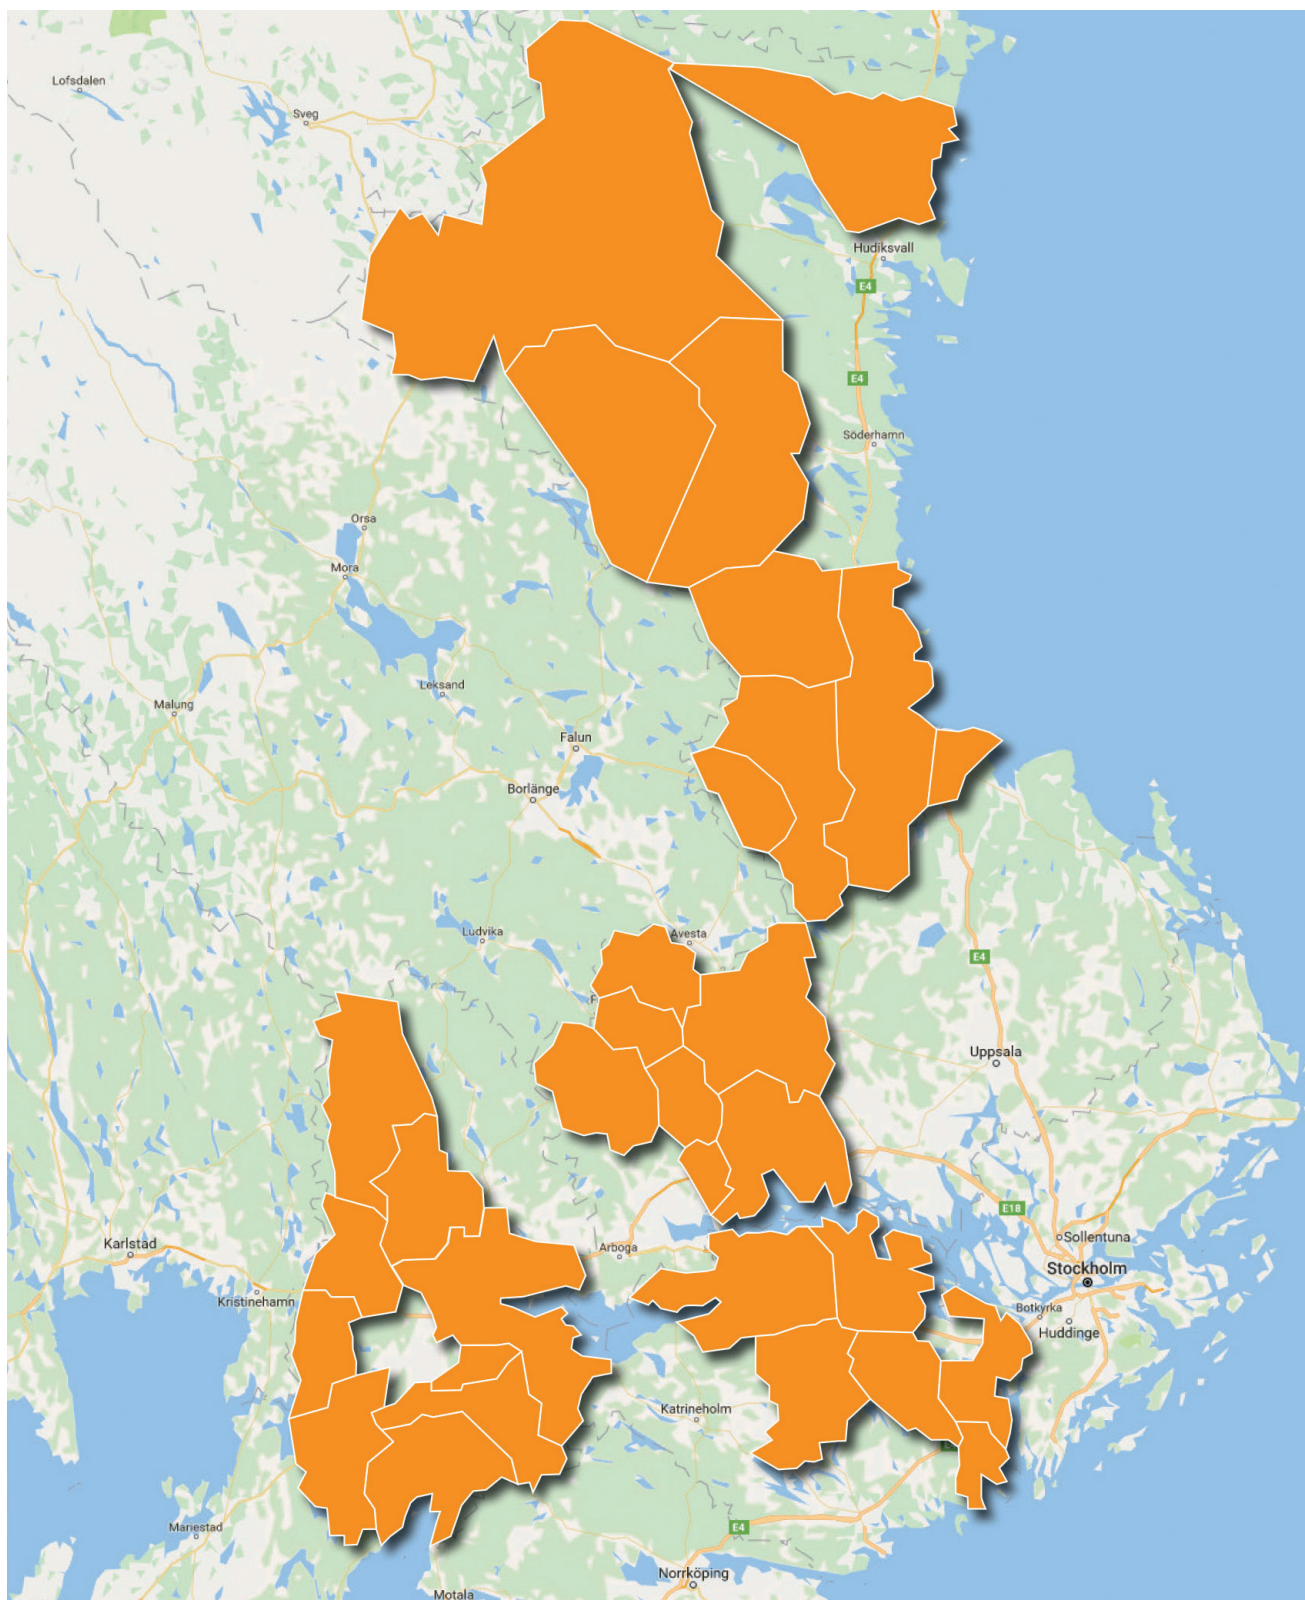 Lofsdalen
Sveg
Hudiksvall
E4
E4
Söderhamn
Orsa
Mora
Leksand
Malung
Falun
Borlänge
Ludvika
Avesta
E4
Uppsala
E18
Karlstad
Sollentuna
Arboga
Stockholm
Kristinehamn
Botkyrka
Huddinge
Katrineholm
Mariestad
E4
Norrköping
Motala